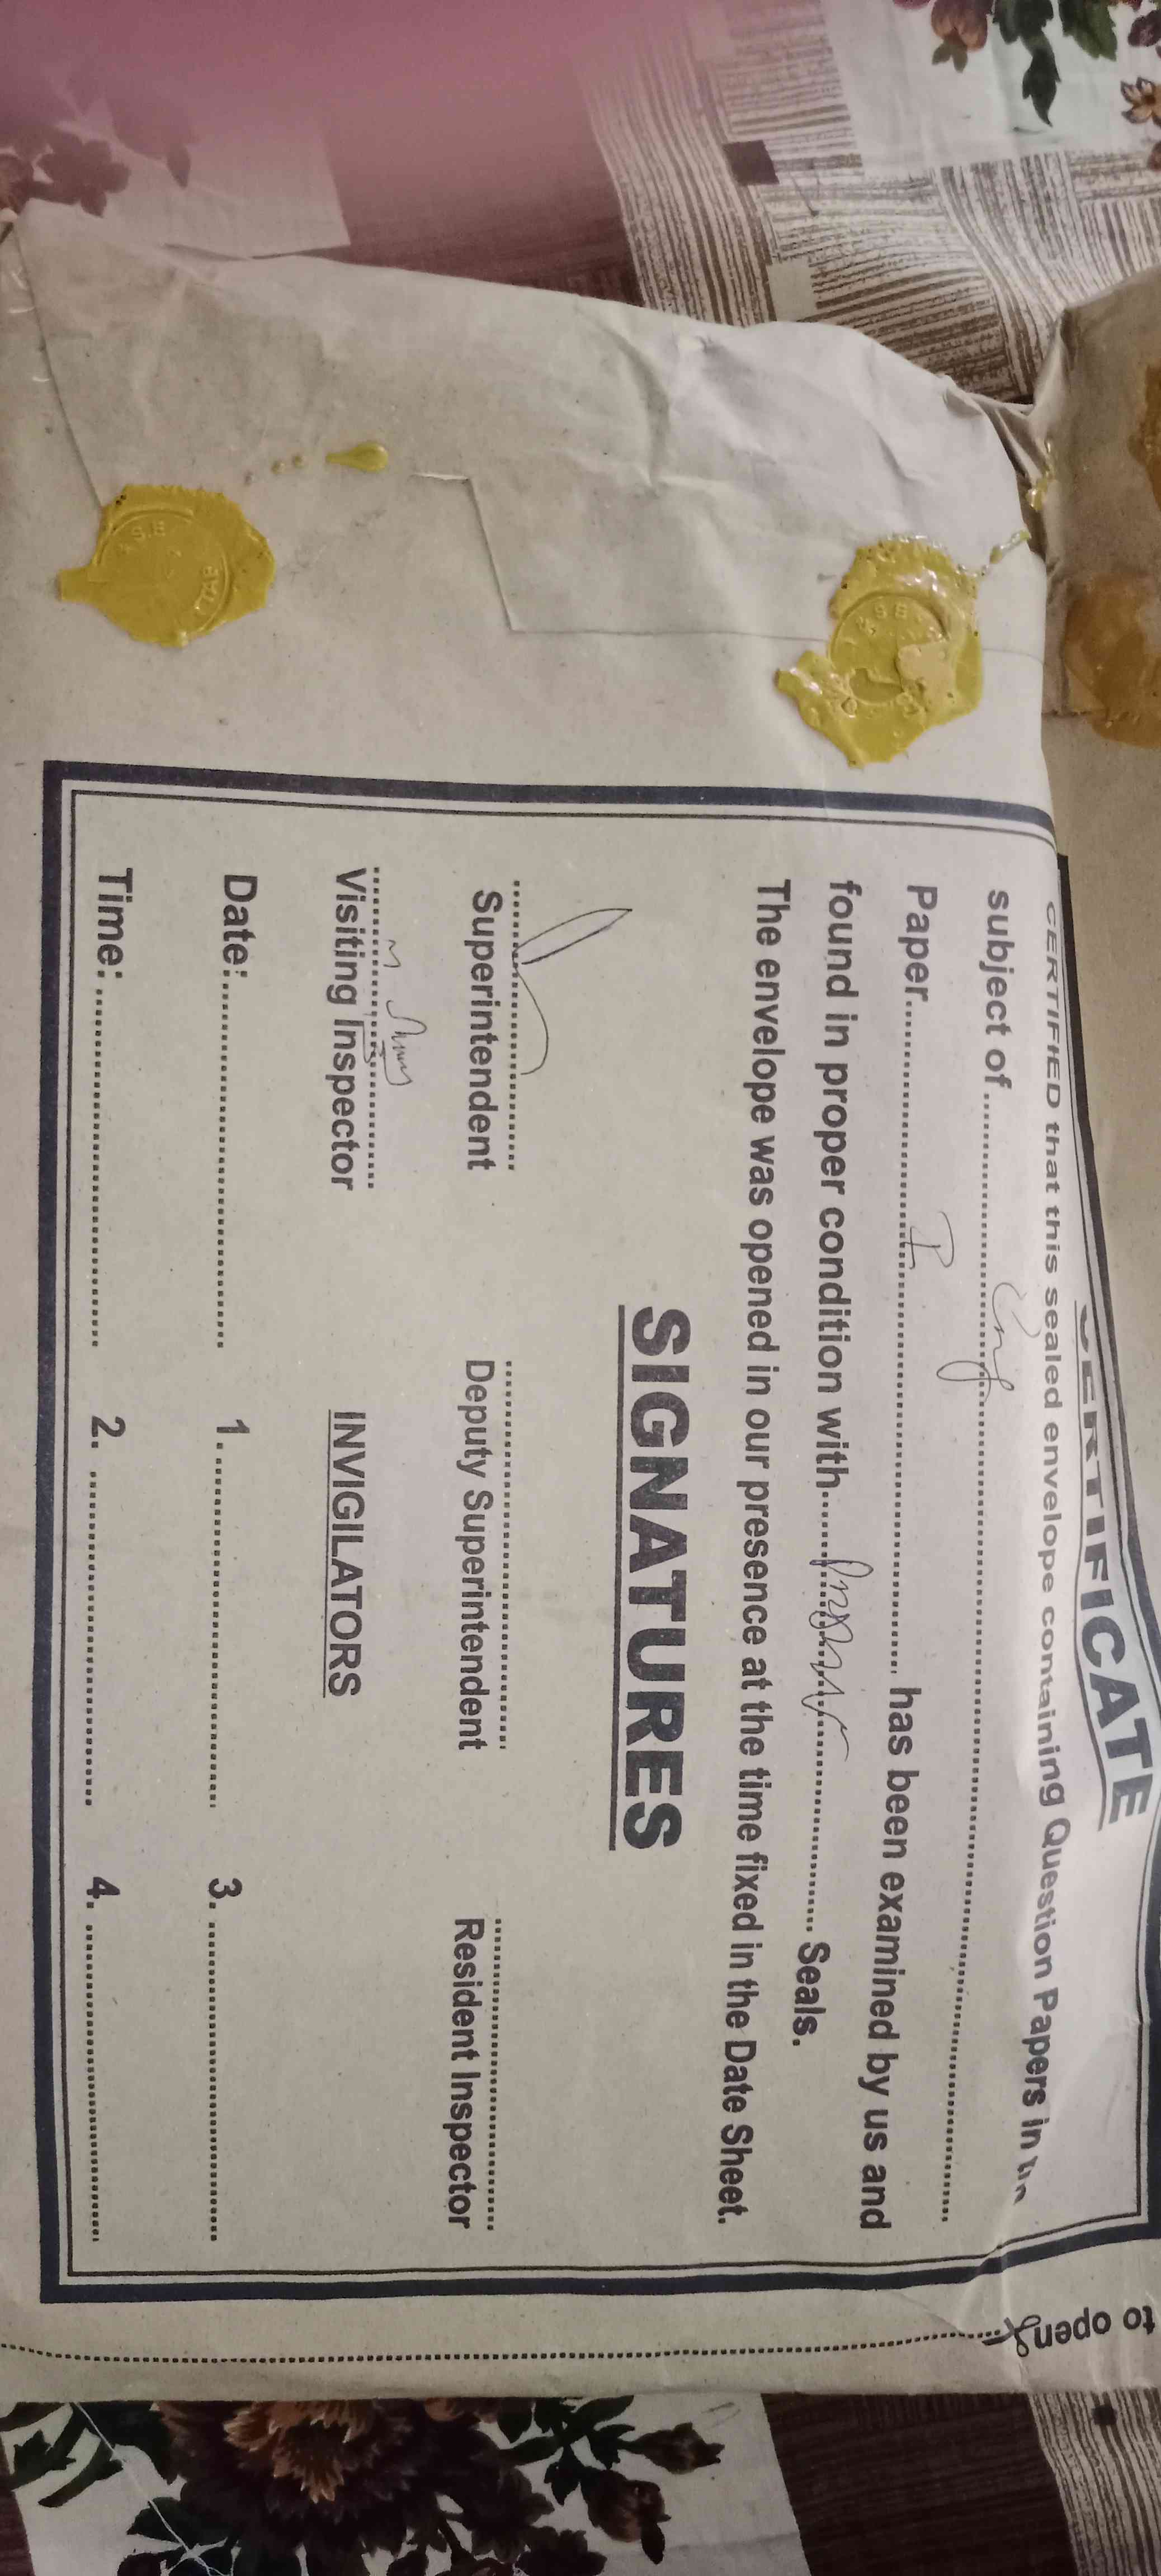 CERTIFICATE
CERTIFIED that this sealed envelope containing Question Papers in
subject of .......... Eng ..........
Paper .......... I .......... has been examined by us and
found in proper condition with .......... Seals.
The envelope was opened in our presence at the time fixed in the Date Sheet.
SIGNATURES
Superintendent Deputy Superintendent Resident Inspector
Visiting Inspector INVIGILATORS
Date: .......... 1. .......... 3. ..........
Time: .......... 2. .......... 4. ..........
to open